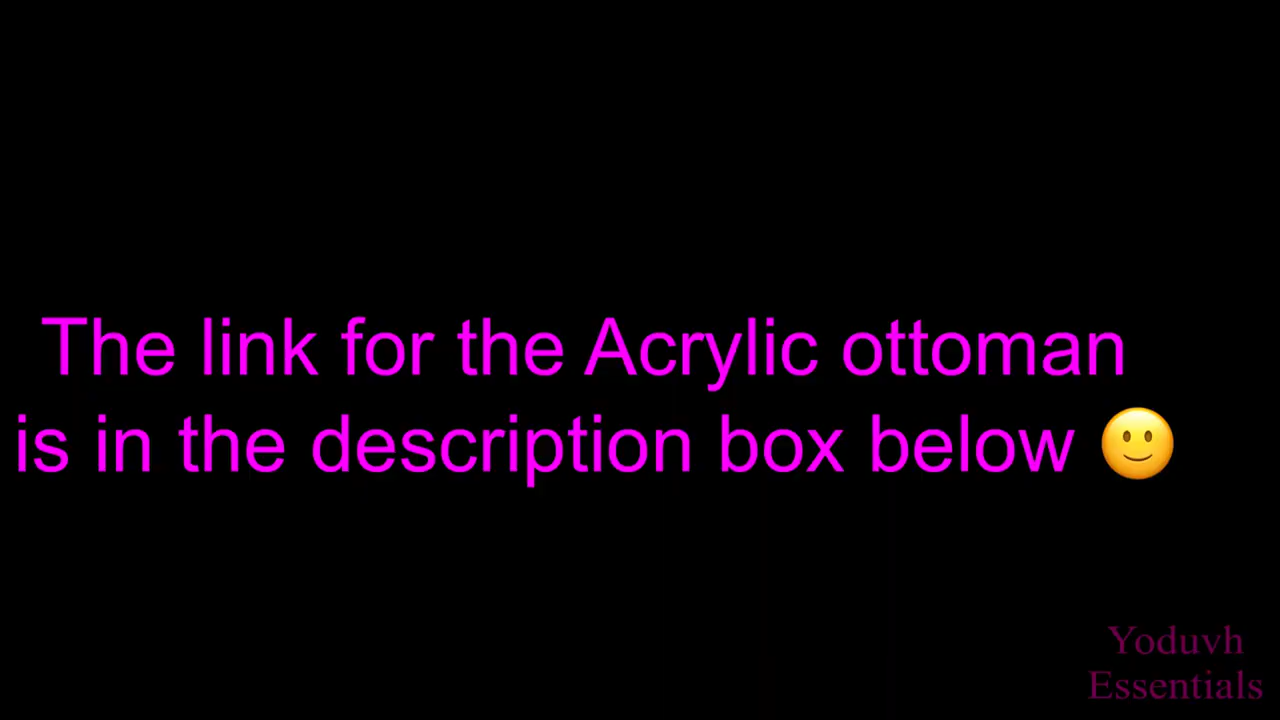 The link for the Acrylic ottoman
is in the description box below 🙂
Yoduvh
Essentials